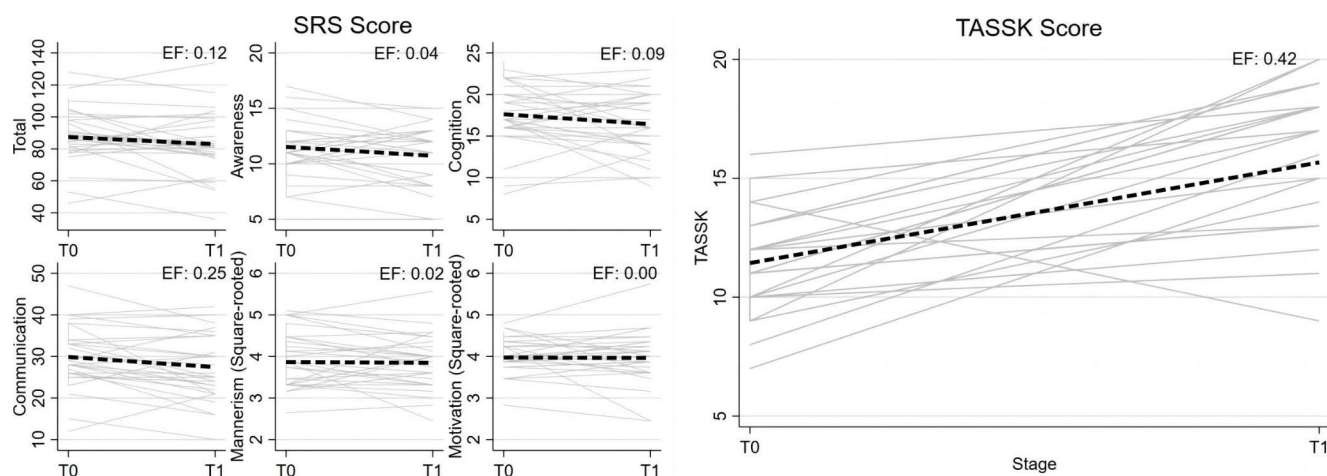 SRS Score
Total
140
120
100
80
60
40
EF: 0.12
T0
T1
Awareness
20
15
10
5
EF: 0.04
T0
T1
Cognition
25
20
15
10
5
EF: 0.09
T0
T1
Communication
50
40
30
20
10
EF: 0.25
T0
T1
Mannerism (Square-rooted)
6
5
4
3
2
EF: 0.02
T0
T1
Motivation (Square-rooted)
6
5
4
3
2
EF: 0.00
T0
T1
TASSK Score
TASSK
20
15
10
5
EF: 0.42
T0
T1
Stage